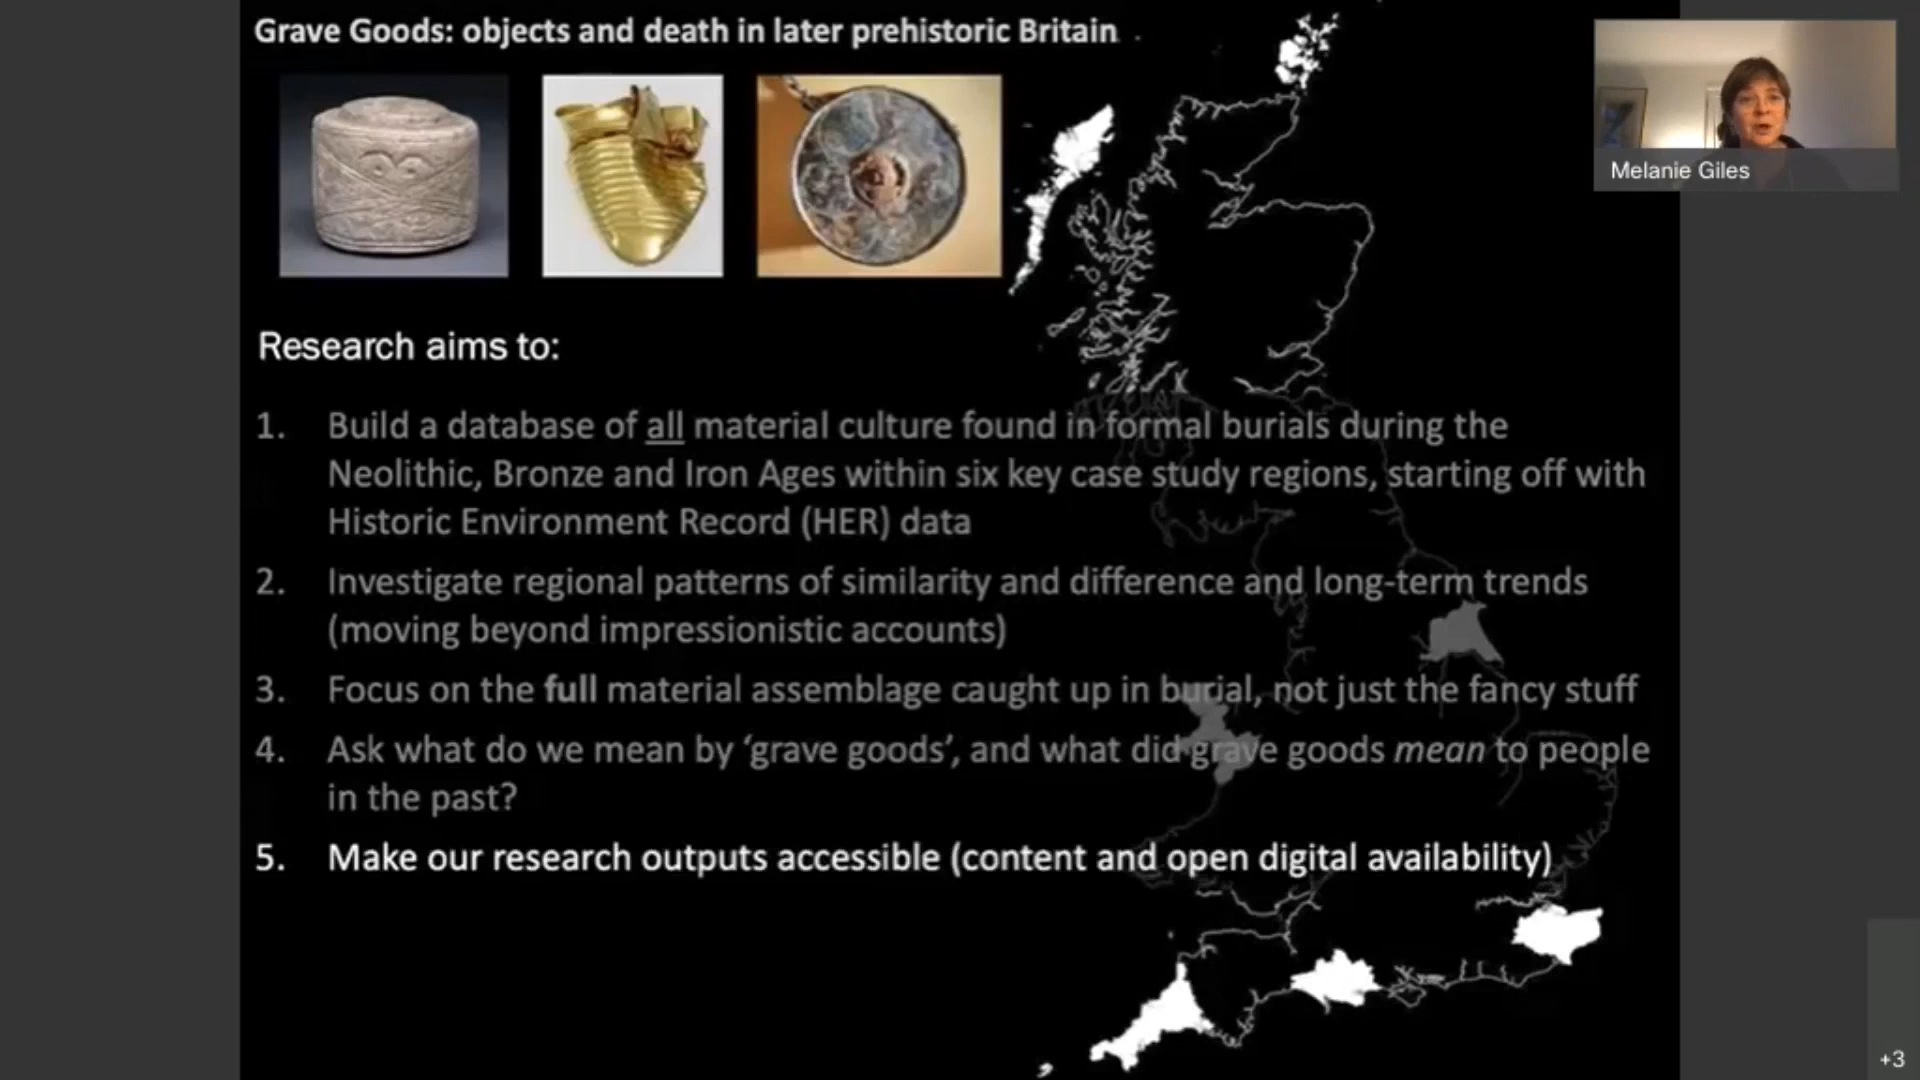 Grave Goods: objects and death in later prehistoric Britain
Melanie Giles
Research aims to:
1. Build a database of all material culture found in formal burials during the
Neolithic, Bronze and Iron Ages within six key case study regions, starting off with
Historic Environment Record (HER) data
2. Investigate regional patterns of similarity and difference and long-term trends
(moving beyond impressionistic accounts)
3. Focus on the full material assemblage caught up in burial, not just the fancy stuff
4. Ask what do we mean by ‘grave goods’, and what did grave goods mean to people
in the past?
5. Make our research outputs accessible (content and open digital availability)
+3